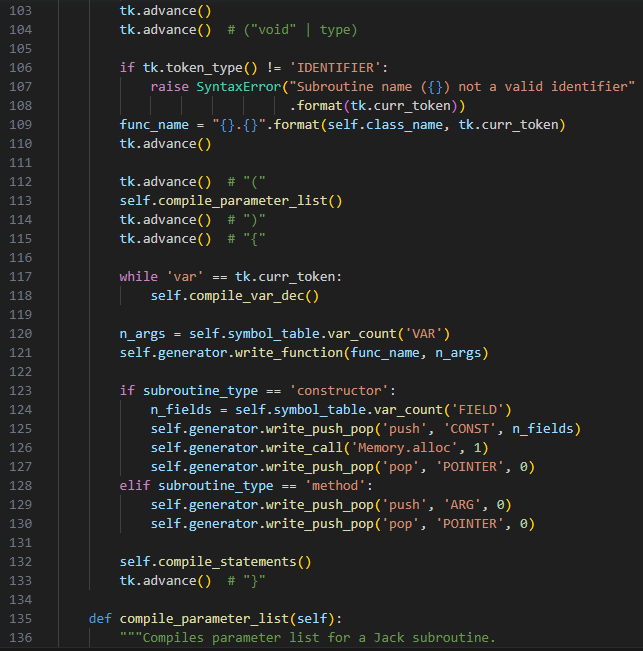 103 tk.advance()
104 tk.advance()  # ("void" | type)
105
106 if tk.token_type() != 'IDENTIFIER':
107     raise SyntaxError("Subroutine name ({}) not a valid identifier"
108                       .format(tk.curr_token))
109 func_name = "{}.{}".format(self.class_name, tk.curr_token)
110 tk.advance()
111
112 tk.advance()  # "("
113 self.compile_parameter_list()
114 tk.advance()  # ")"
115 tk.advance()  # "{"
116
117 while 'var' == tk.curr_token:
118     self.compile_var_dec()
119
120 n_args = self.symbol_table.var_count('VAR')
121 self.generator.write_function(func_name, n_args)
122
123 if subroutine_type == 'constructor':
124     n_fields = self.symbol_table.var_count('FIELD')
125     self.generator.write_push_pop('push', 'CONST', n_fields)
126     self.generator.write_call('Memory.alloc', 1)
127     self.generator.write_push_pop('pop', 'POINTER', 0)
128 elif subroutine_type == 'method':
129     self.generator.write_push_pop('push', 'ARG', 0)
130     self.generator.write_push_pop('pop', 'POINTER', 0)
131
132 self.compile_statements()
133 tk.advance()  # "}"
134
135 def compile_parameter_list(self):
136     """Compiles parameter list for a Jack subroutine.